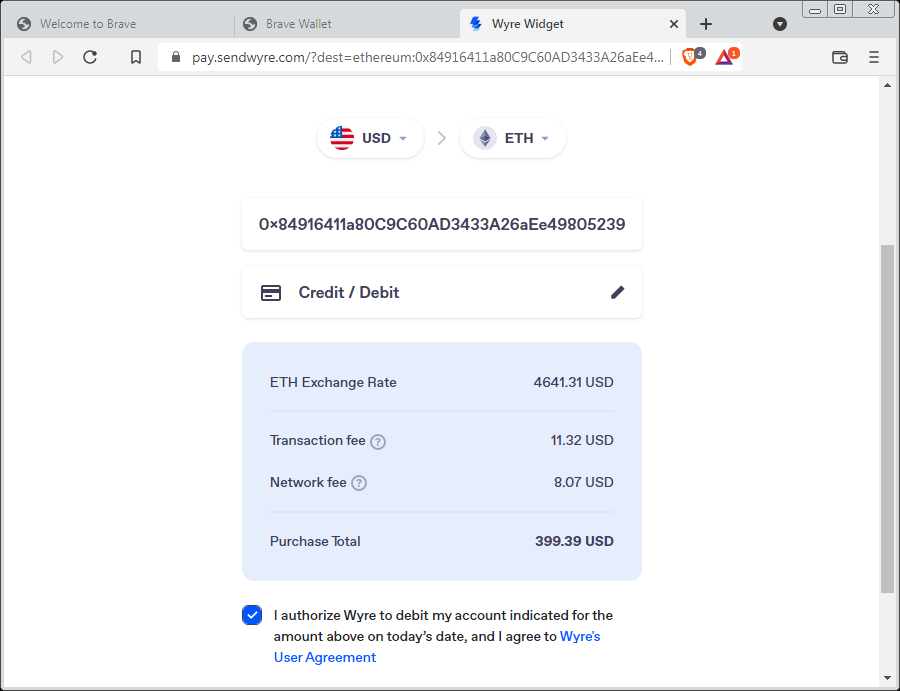 Welcome to Brave
Brave Wallet
Wyre Widget
pay.sendwyre.com/?dest=ethereum:0x84916411a80C9C60AD3433A26aEe4...
4
1
USD
ETH
0x84916411a80C9C60AD3433A26aEe49805239
Credit / Debit
ETH Exchange Rate 4641.31 USD
Transaction fee ? 11.32 USD
Network fee ? 8.07 USD
Purchase Total 399.39 USD
I authorize Wyre to debit my account indicated for the
amount above on today’s date, and I agree to Wyre's
User Agreement